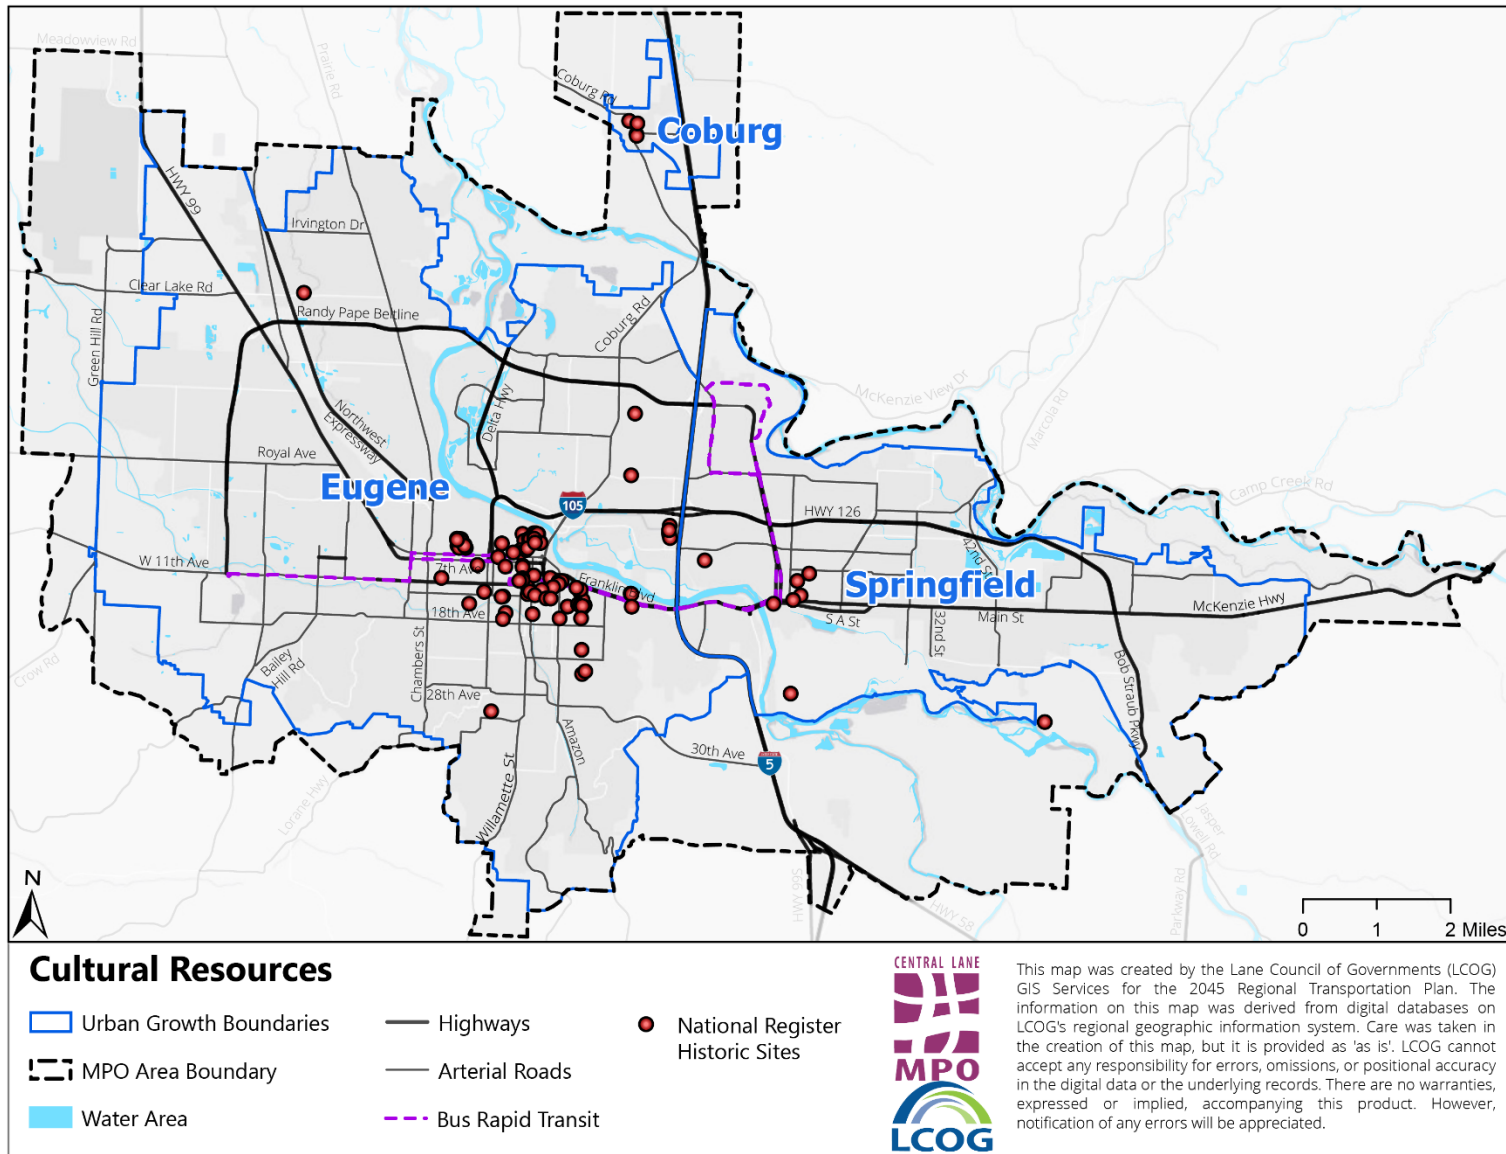 Meadowview Rd
Prairie Rd
Coburg Rd
Coburg
HWY 99
Irvington Dr
Clear Lake Rd
Randy Pape Beltline
Green Hill Rd
Coburg Rd
McKenzie View Dr
Marcola Rd
Delta Hwy
Northwest
Expressway
Royal Ave
Eugene
105
HWY 126
Camp Creek Rd
W 11th Ave
7th Ave
Franklin Blvd
42nd St
Springfield
McKenzie Hwy
18th Ave
S A St
32nd St
Main St
Crow Rd
Bailey
Hill Rd
Chambers St
28th Ave
Bob Straub Pkwy
Amazon
30th Ave
5
Willamette St
Lorane Hwy
Jasper
Lowell Rd
HWY 99S
HWY 58
Parkway Rd
N
0 1 2 Miles
Cultural Resources
Urban Growth Boundaries
MPO Area Boundary
Water Area
Highways
Arterial Roads
Bus Rapid Transit
National Register
Historic Sites
CENTRAL LANE
MPO
LCOG
This map was created by the Lane Council of Governments (LCOG)
GIS Services for the 2045 Regional Transportation Plan. The
information on this map was derived from digital databases on
LCOG's regional geographic information system. Care was taken in
the creation of this map, but it is provided as 'as is'. LCOG cannot
accept any responsibility for errors, omissions, or positional accuracy
in the digital data or the underlying records. There are no warranties,
expressed or implied, accompanying this product. However,
notification of any errors will be appreciated.